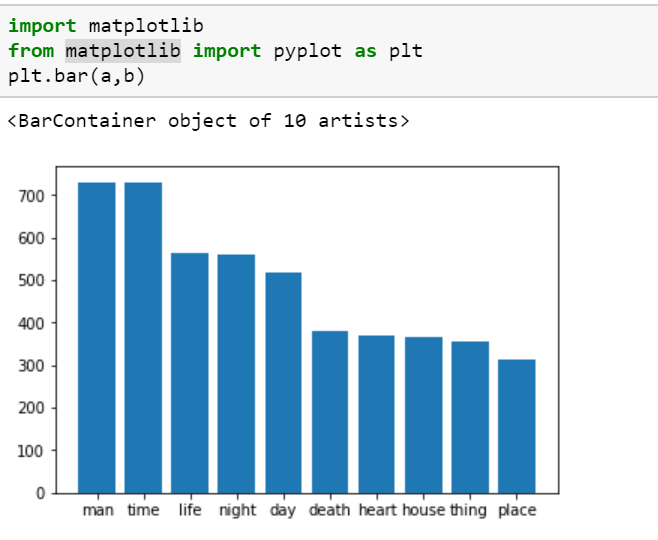 import matplotlib
from matplotlib import pyplot as plt
plt.bar(a,b)
<BarContainer object of 10 artists>
700
600
500
400
300
200
100
0
man time life night day death heart house thing place